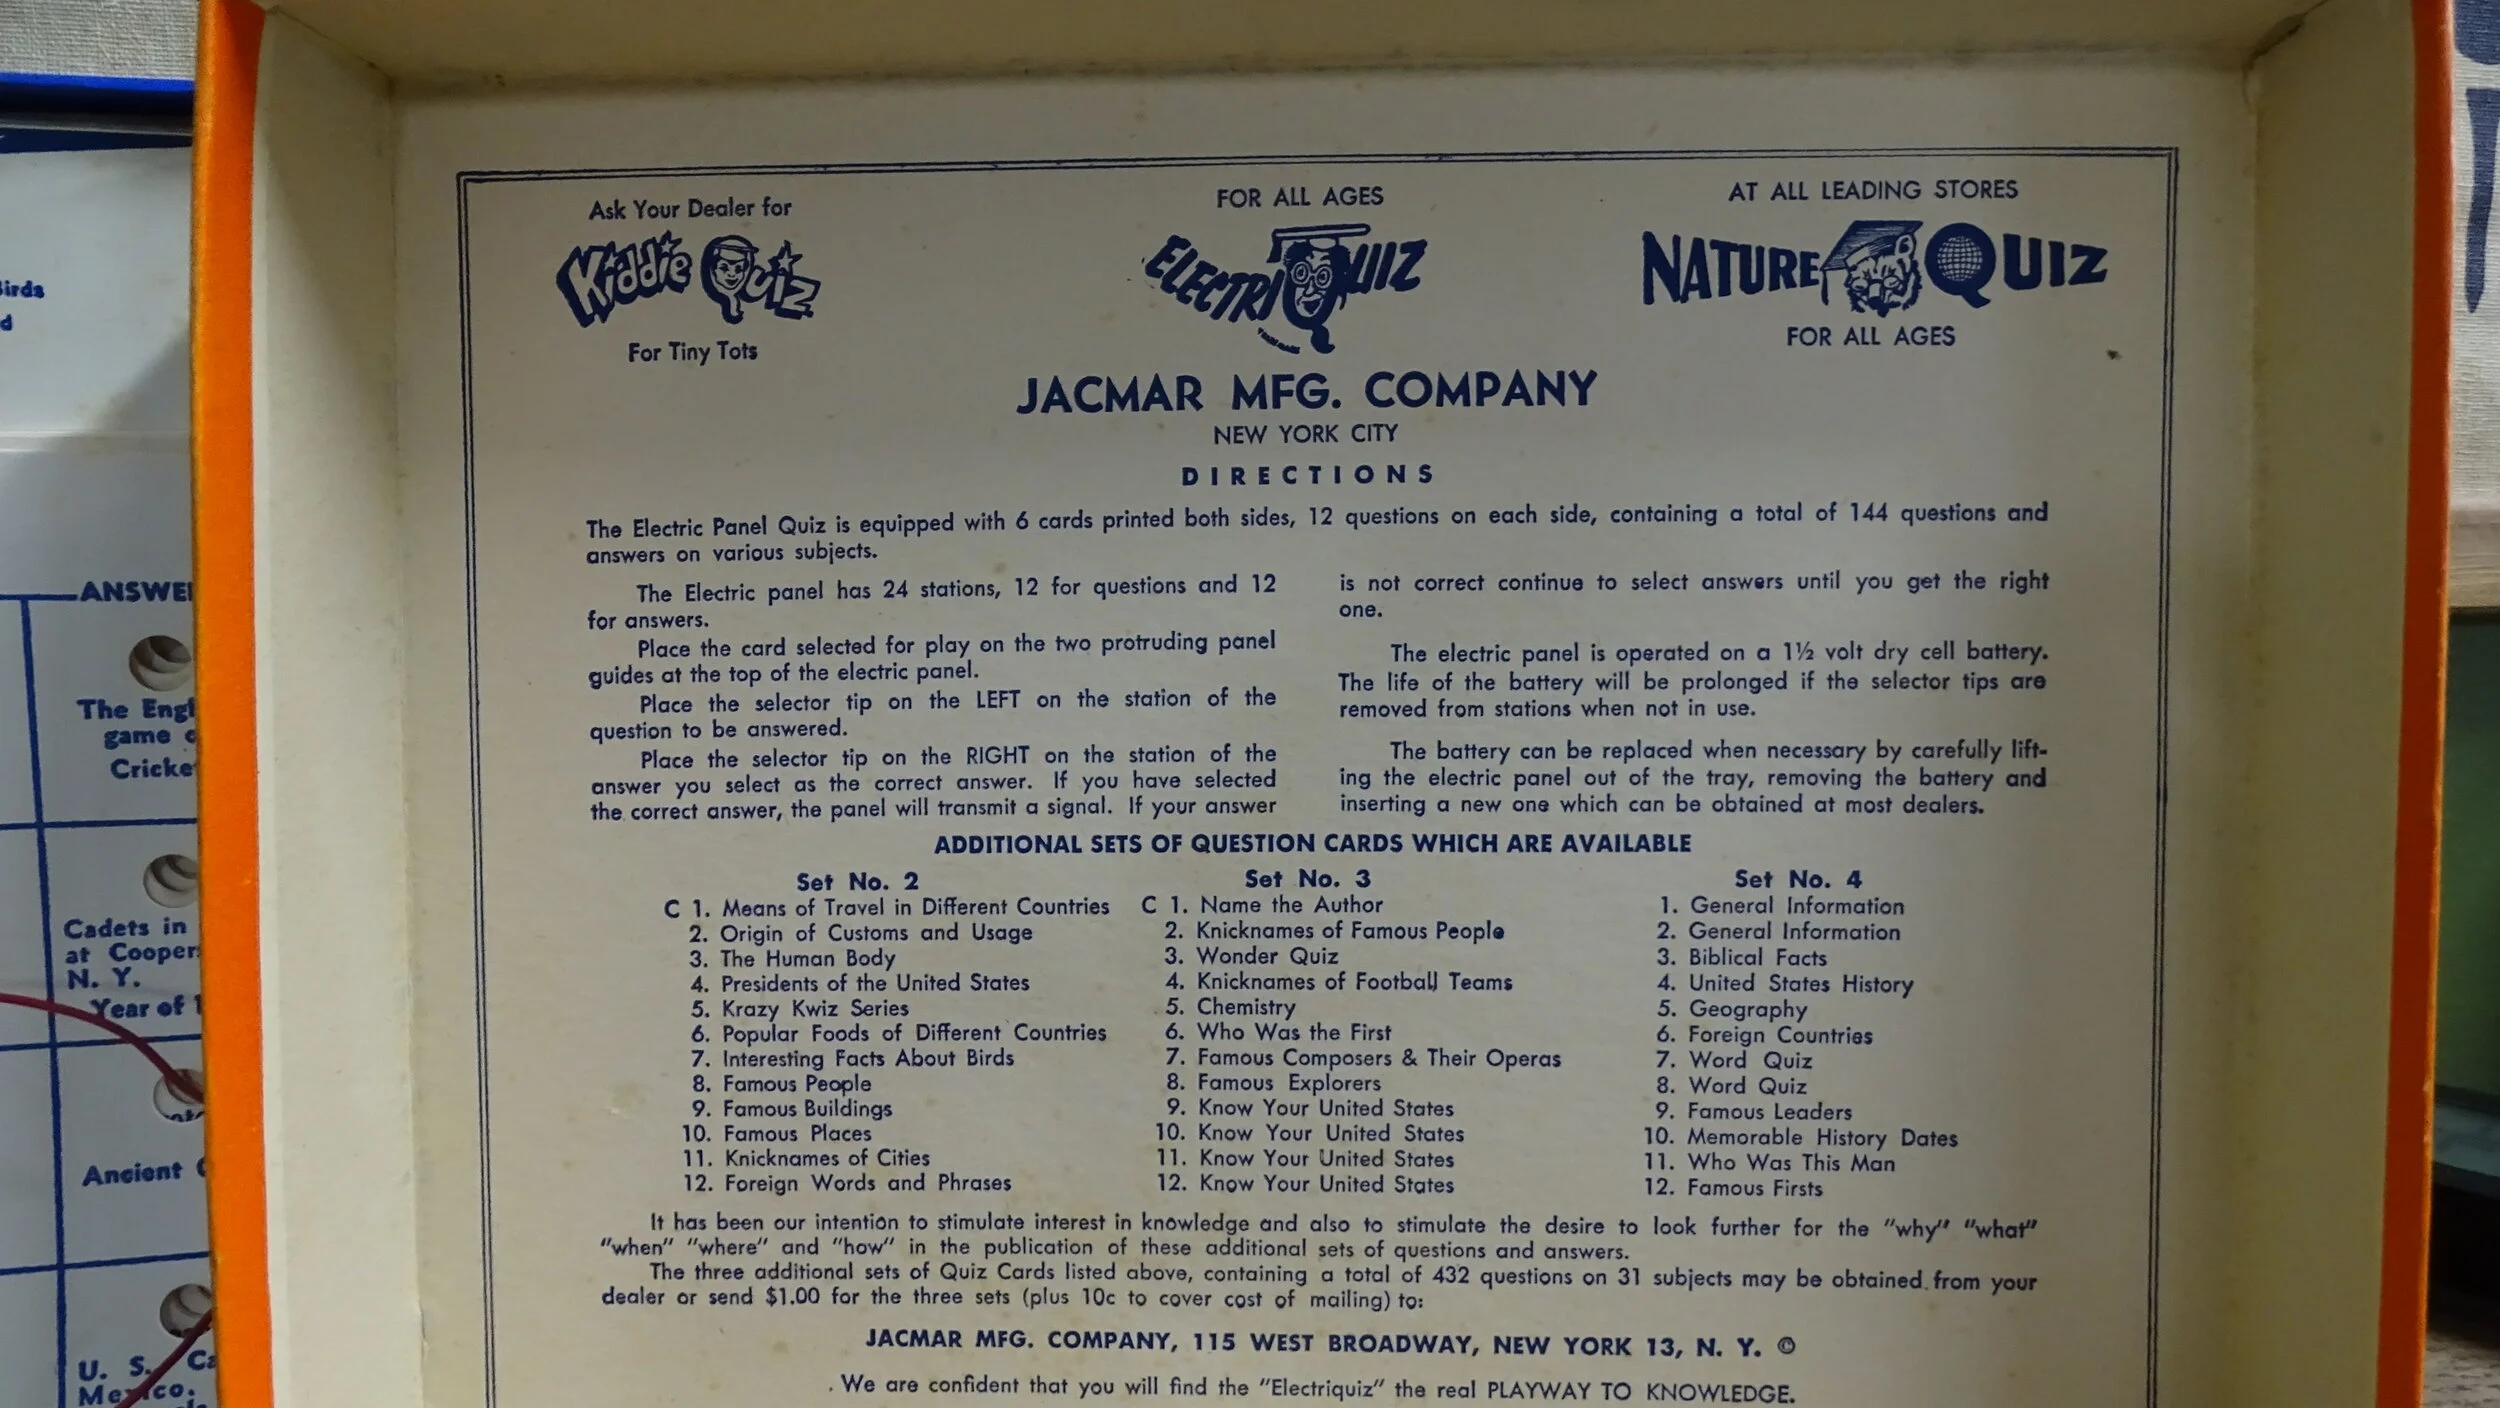 Ask Your Dealer for
Kiddie Quiz
For Tiny Tots
FOR ALL AGES
ELECTRIQUIZ
AT ALL LEADING STORES
NATURE QUIZ
FOR ALL AGES
JACMAR MFG. COMPANY
NEW YORK CITY
DIRECTIONS
The Electric Panel Quiz is equipped with 6 cards printed both sides, 12 questions on each side, containing a total of 144 questions and
answers on various subjects.
The Electric panel has 24 stations, 12 for questions and 12
for answers.
Place the card selected for play on the two protruding panel
guides at the top of the electric panel.
Place the selector tip on the LEFT on the station of the
question to be answered.
Place the selector tip on the RIGHT on the station of the
answer you select as the correct answer. If you have selected
the correct answer, the panel will transmit a signal. If your answer
is not correct continue to select answers until you get the right
one.
The electric panel is operated on a 1½ volt dry cell battery.
The life of the battery will be prolonged if the selector tips are
removed from stations when not in use.
The battery can be replaced when necessary by carefully lift-
ing the electric panel out of the tray, removing the battery and
inserting a new one which can be obtained at most dealers.
ADDITIONAL SETS OF QUESTION CARDS WHICH ARE AVAILABLE
Set No. 2
C 1. Means of Travel in Different Countries
2. Origin of Customs and Usage
3. The Human Body
4. Presidents of the United States
5. Krazy Kwiz Series
6. Popular Foods of Different Countries
7. Interesting Facts About Birds
8. Famous People
9. Famous Buildings
10. Famous Places
11. Knicknames of Cities
12. Foreign Words and Phrases
Set No. 3
C 1. Name the Author
2. Knicknames of Famous People
3. Wonder Quiz
4. Knicknames of Football Teams
5. Chemistry
6. Who Was the First
7. Famous Composers & Their Operas
8. Famous Explorers
9. Know Your United States
10. Know Your United States
11. Know Your United States
12. Know Your United States
Set No. 4
1. General Information
2. General Information
3. Biblical Facts
4. United States History
5. Geography
6. Foreign Countries
7. Word Quiz
8. Word Quiz
9. Famous Leaders
10. Memorable History Dates
11. Who Was This Man
12. Famous Firsts
It has been our intention to stimulate interest in knowledge and also to stimulate the desire to look further for the "why" "what"
"when" "where" and "how" in the publication of these additional sets of questions and answers.
The three additional sets of Quiz Cards listed above, containing a total of 432 questions on 31 subjects may be obtained from your
dealer or send $1.00 for the three sets (plus 10c to cover cost of mailing) to:
JACMAR MFG. COMPANY, 115 WEST BROADWAY, NEW YORK 13, N. Y. ©
We are confident that you will find the "Electriquiz" the real PLAYWAY TO KNOWLEDGE.
The
game
Cadets in
at
N. Y.
Year of
Ancient
U. S.